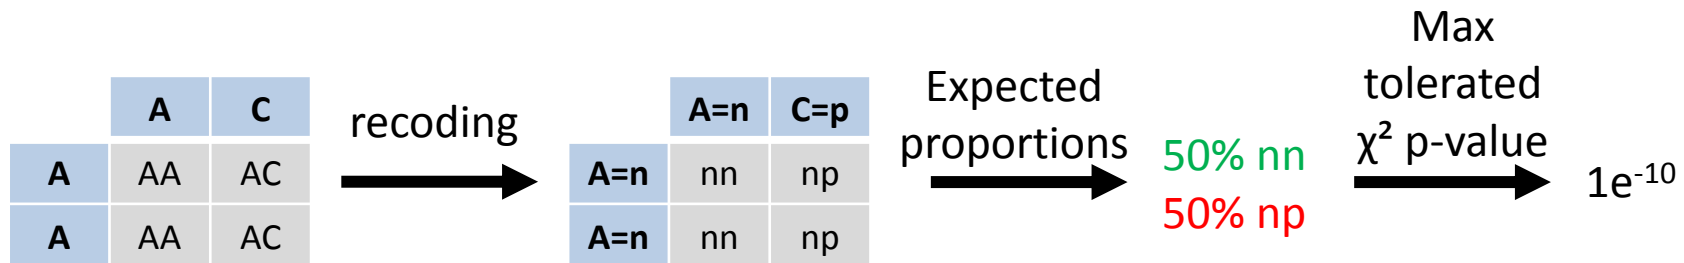 A C
A AA AC
A AA AC
recoding
A=n C=p
A=n nn np
A=n nn np
Expected
proportions
50% nn
50% np
Max
tolerated
χ² p-value
1e⁻¹⁰